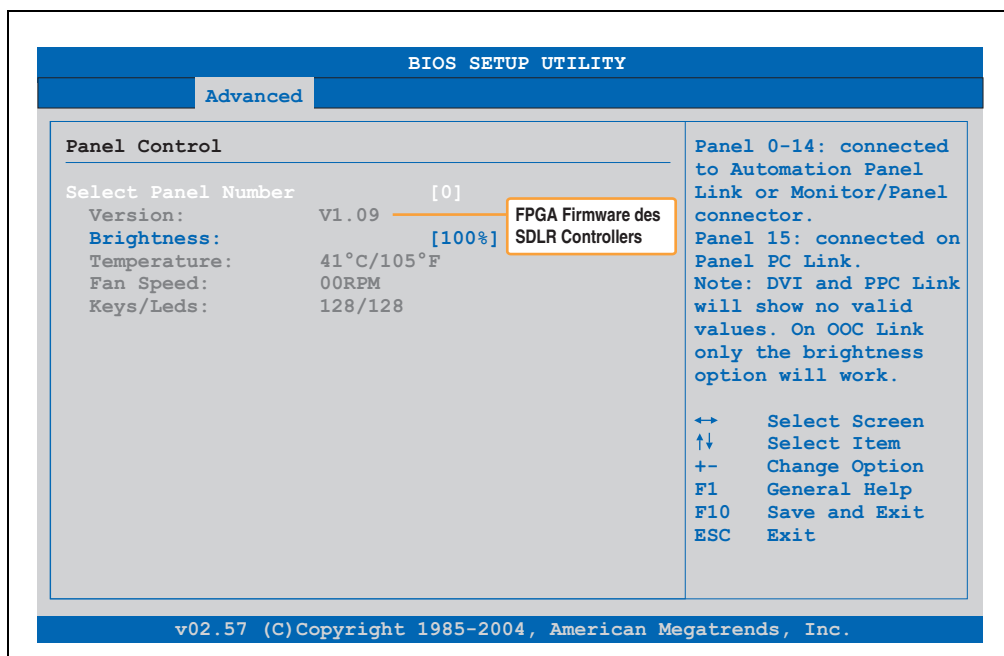 BIOS SETUP UTILITY
Advanced
Panel Control
Select Panel Number [0]
Version: V1.09
FPGA Firmware des
SDLR Controllers
Brightness: [100%]
Temperature: 41°C/105°F
Fan Speed: 00RPM
Keys/Leds: 128/128
Panel 0-14: connected
to Automation Panel
Link or Monitor/Panel
connector.
Panel 15: connected on
Panel PC Link.
Note: DVI and PPC Link
will show no valid
values. On OOC Link
only the brightness
option will work.
↔ Select Screen
↑↓ Select Item
+- Change Option
F1 General Help
F10 Save and Exit
ESC Exit
v02.57 (C)Copyright 1985-2004, American Megatrends, Inc.